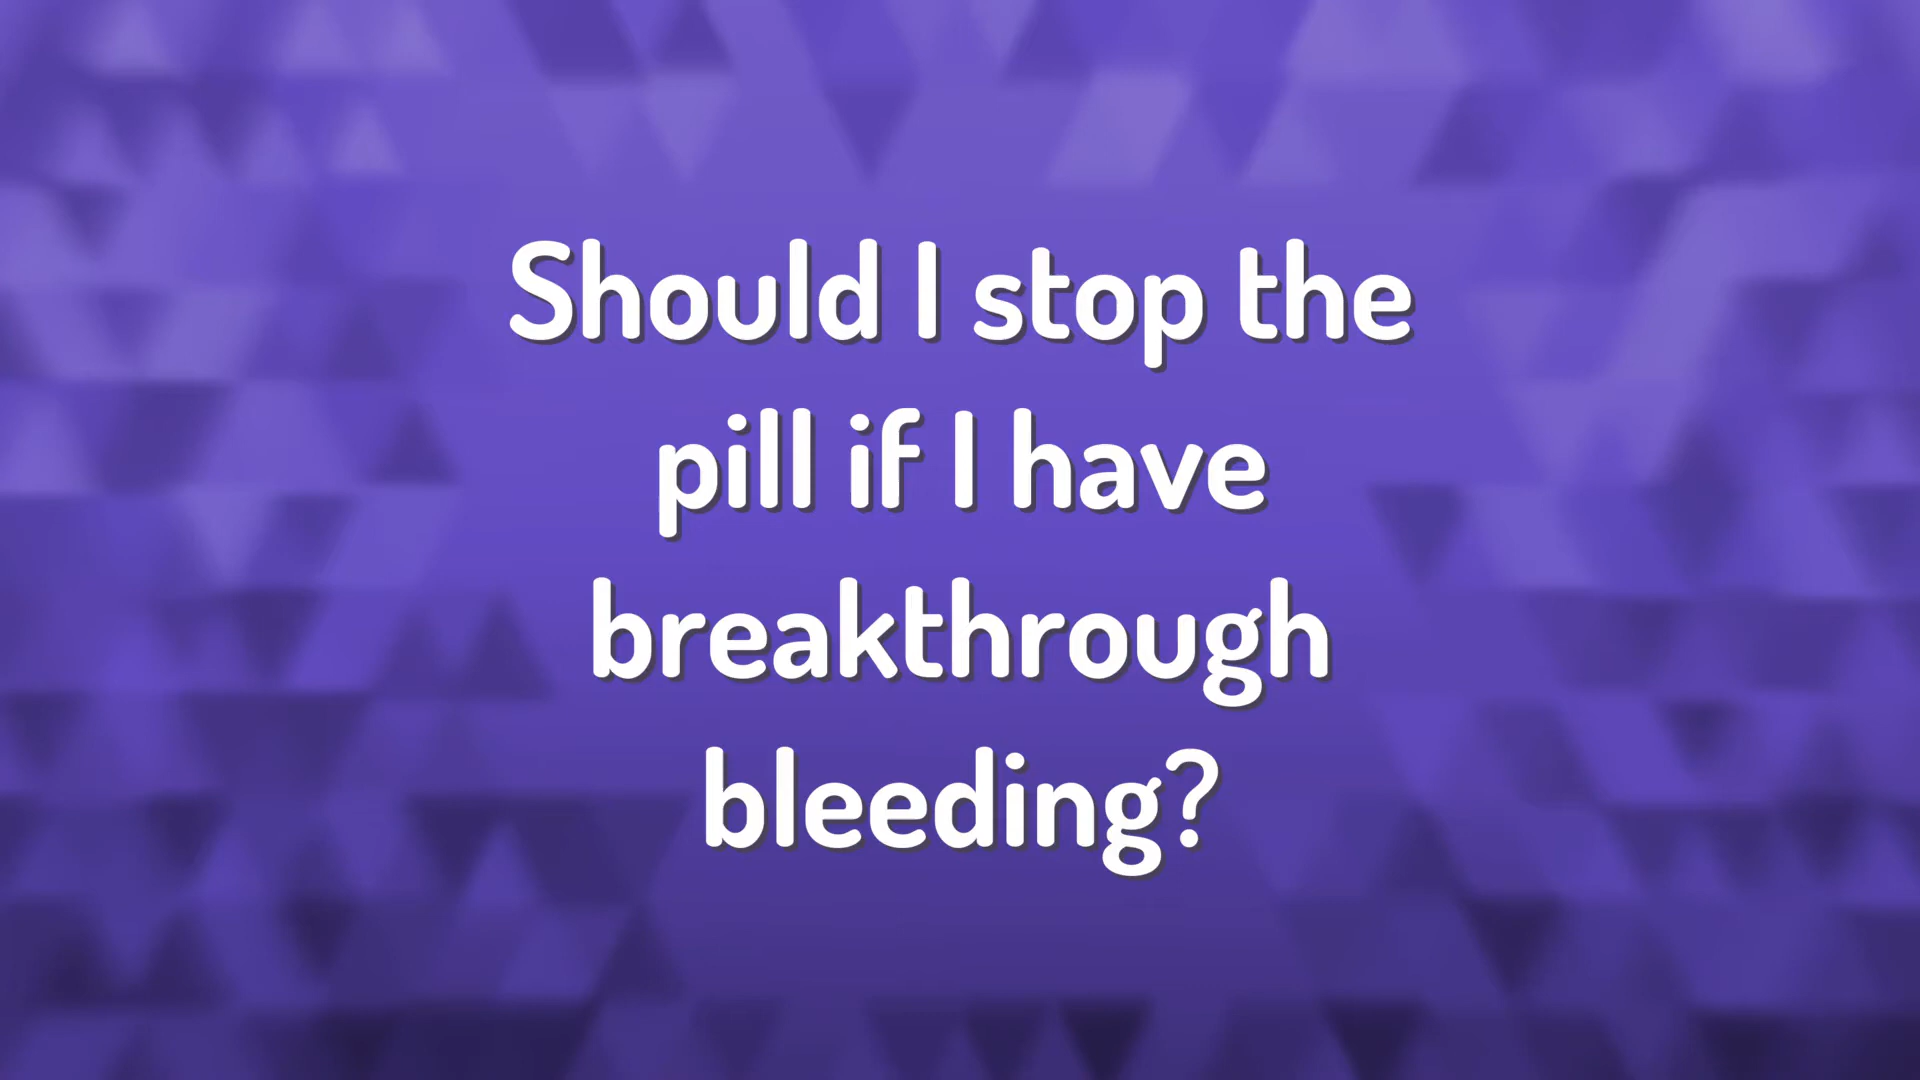 Should I stop the
pill if I have
breakthrough
bleeding?